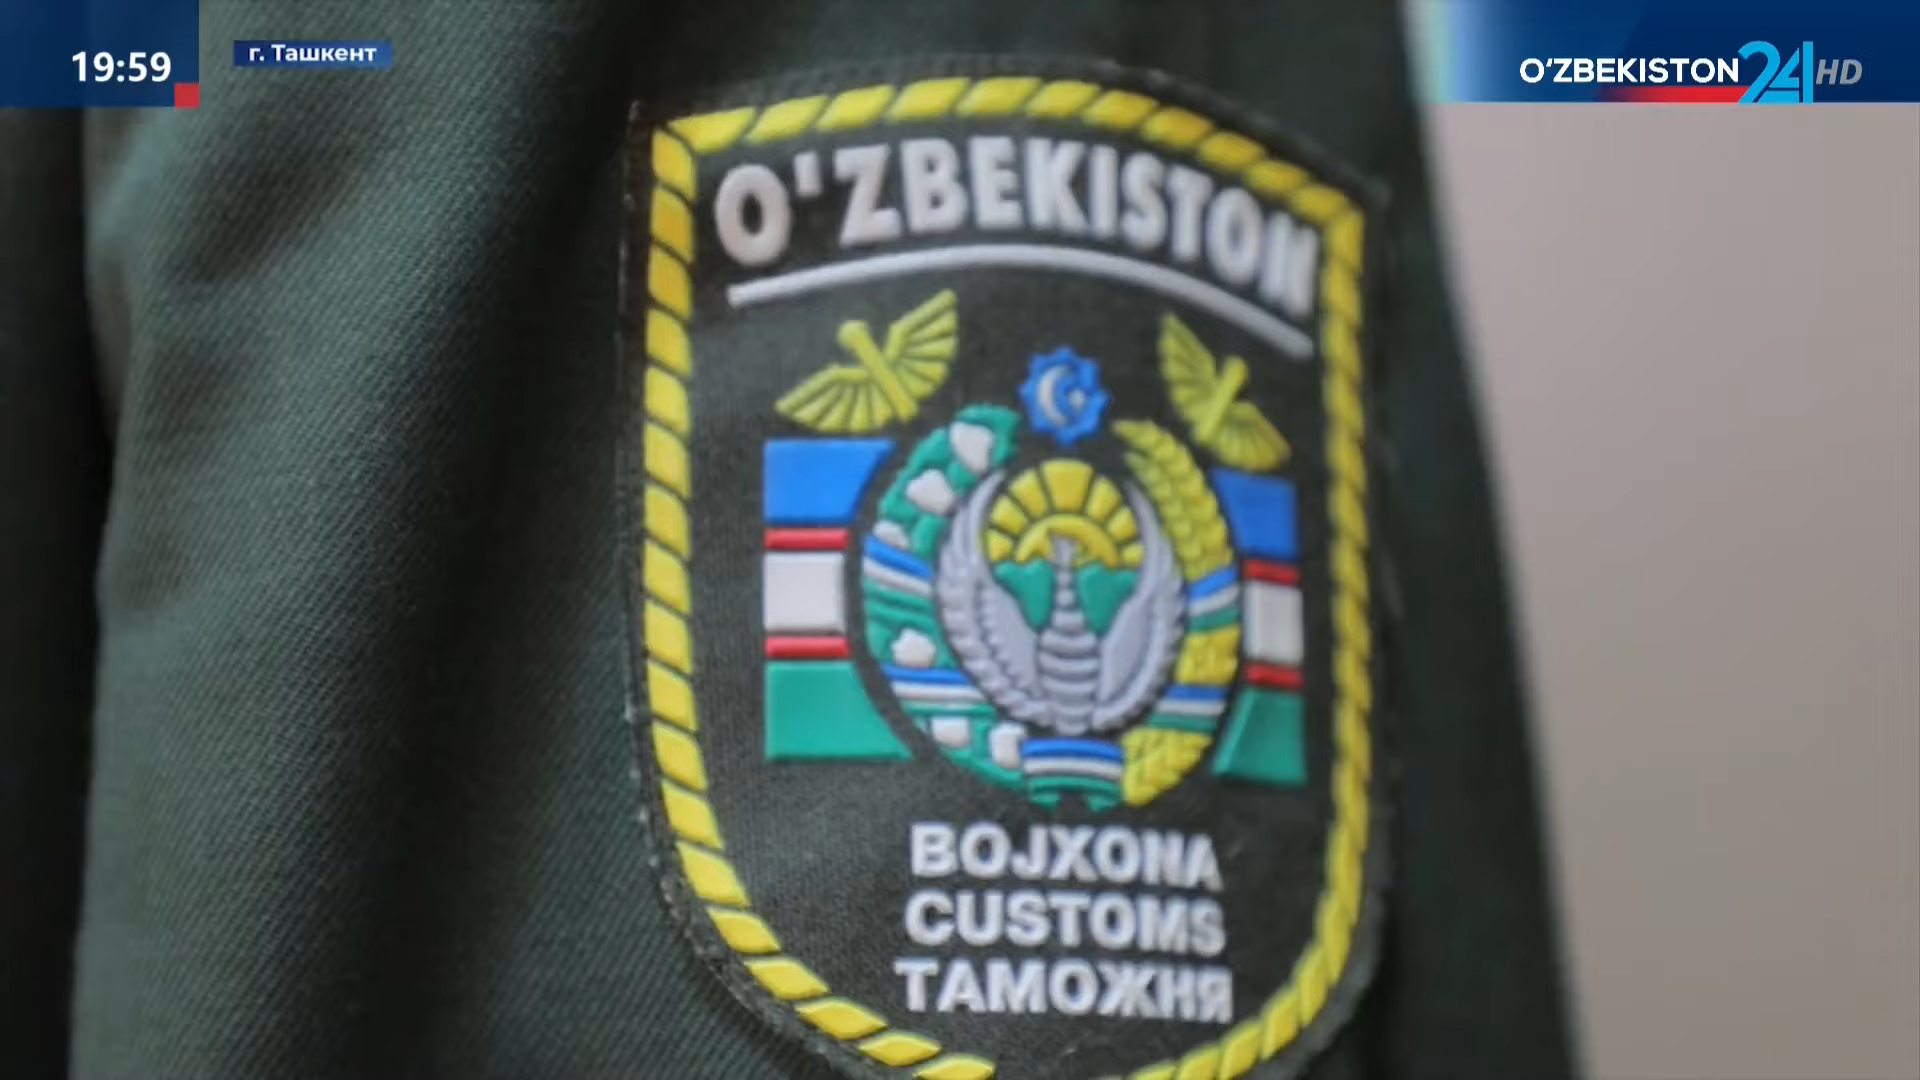 19:59
г. Ташкент
O‘ZBEKISTON 24 HD
O'ZBEKISTON
BOJXONA
CUSTOMS
ТАМОЖНЯ